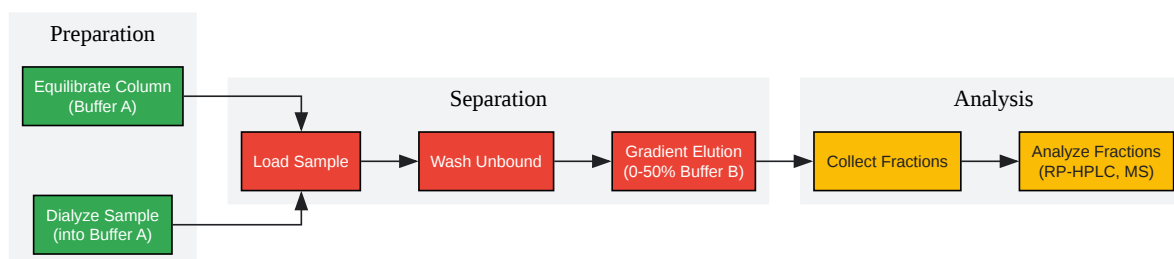 Preparation
Equilibrate Column
(Buffer A)
Dialyze Sample
(into Buffer A)
Separation
Load Sample
Wash Unbound
Gradient Elution
(0-50% Buffer B)
Analysis
Collect Fractions
Analyze Fractions
(RP-HPLC, MS)